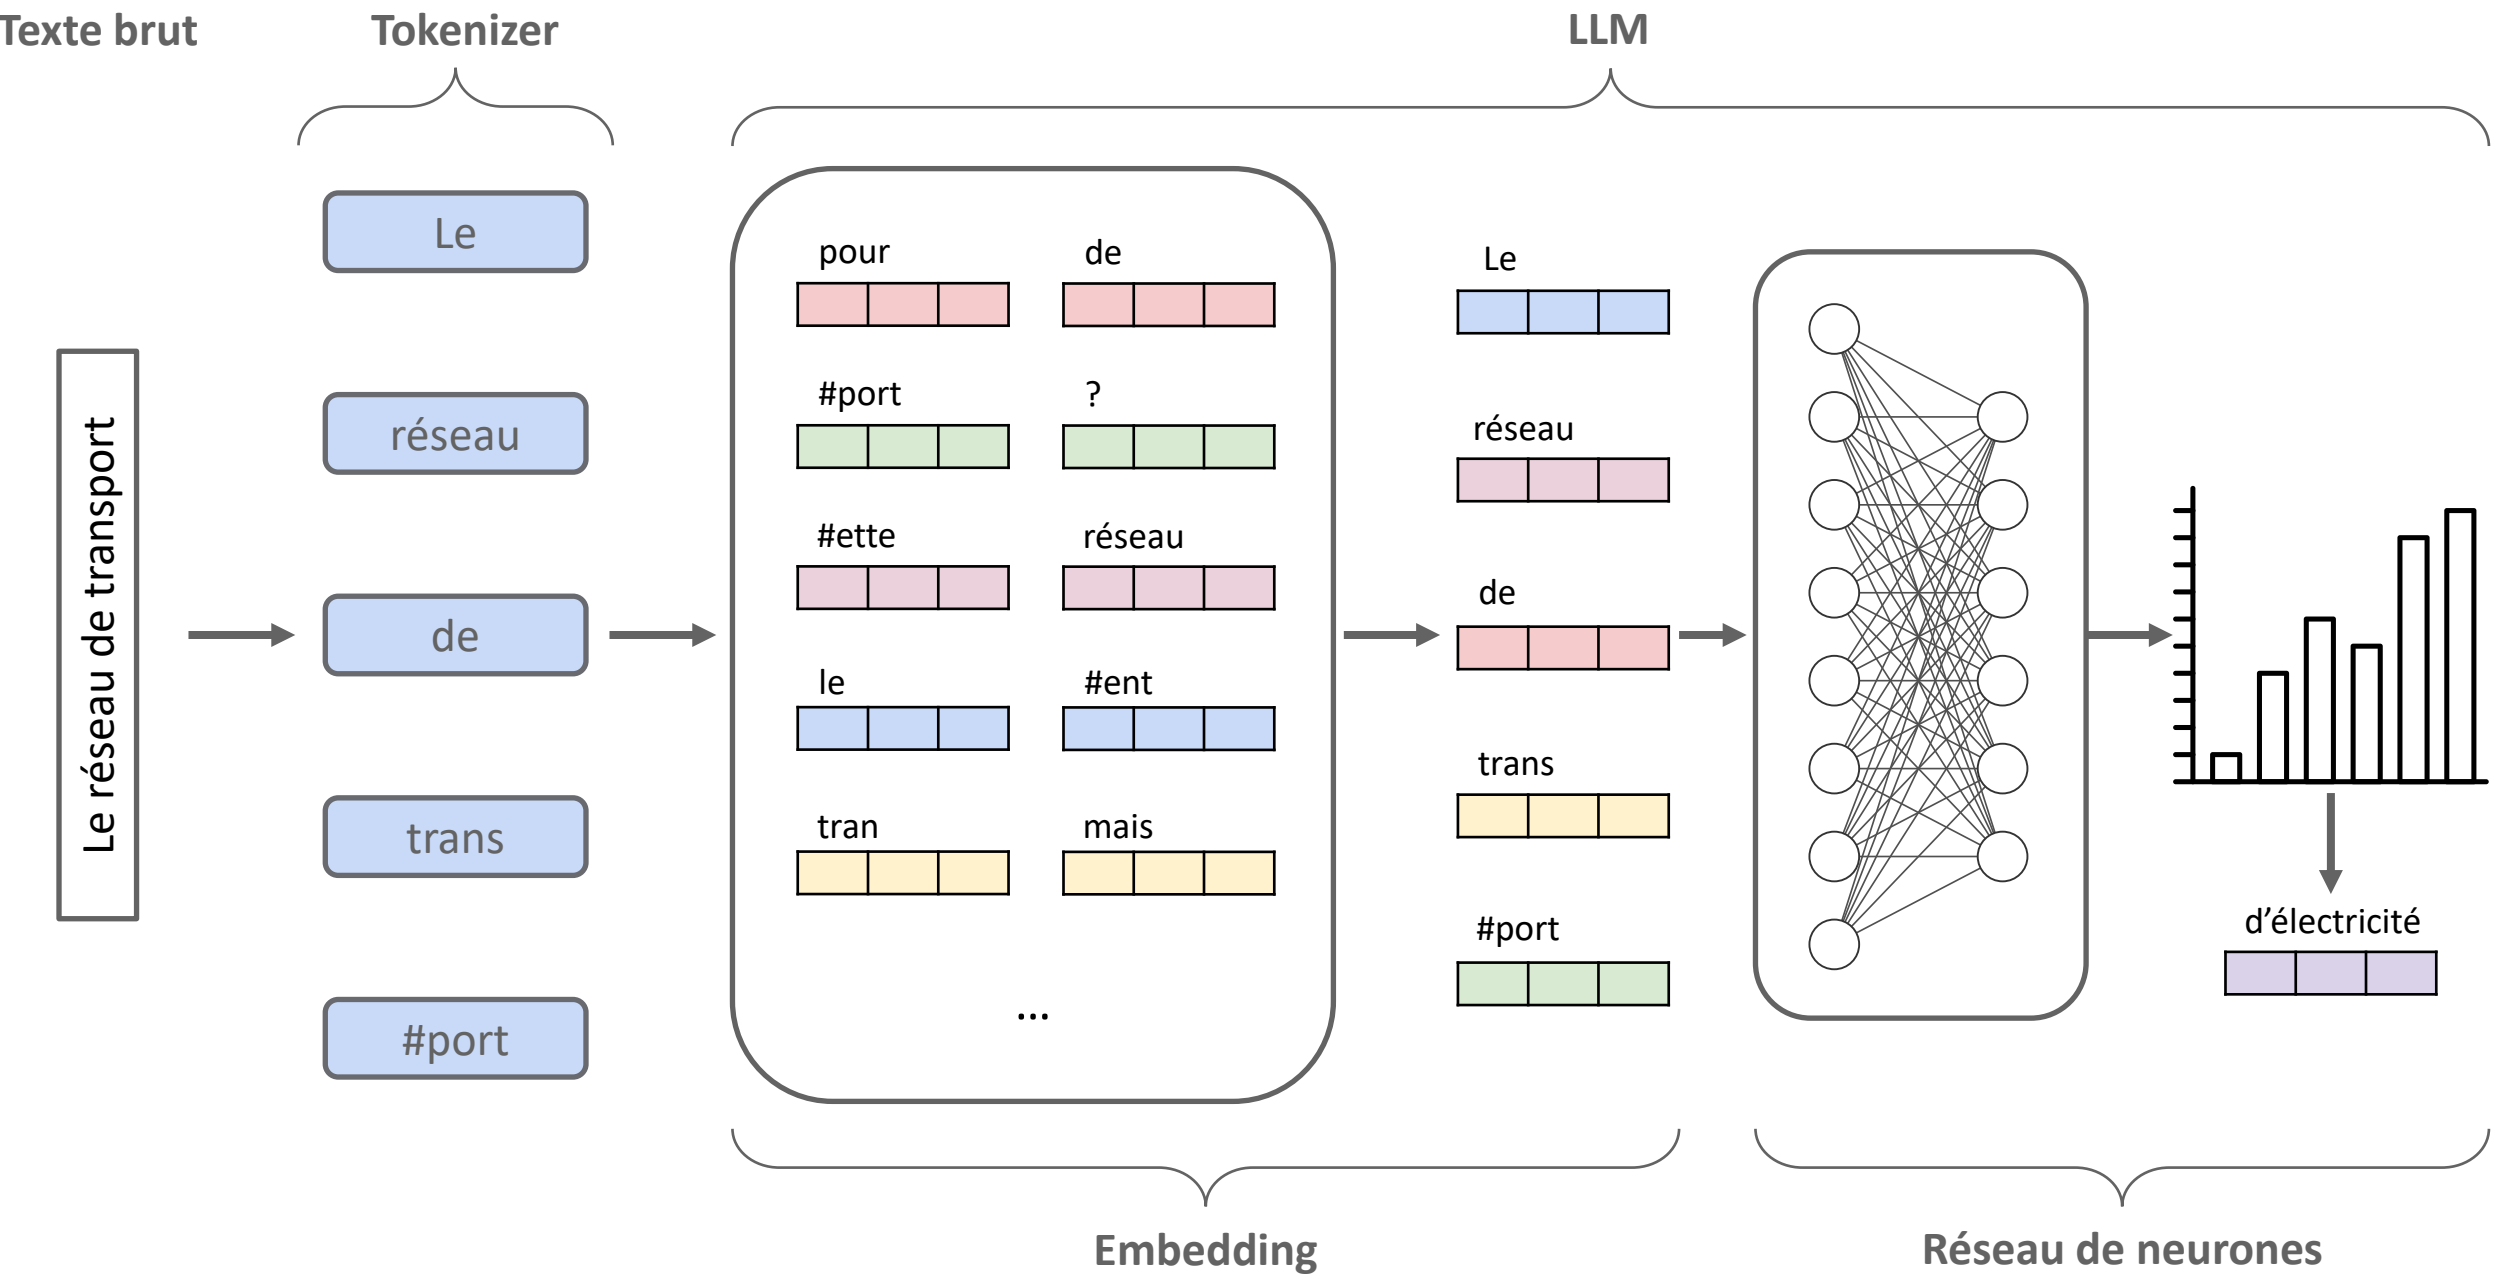 Texte brut
Tokenizer
LLM
Le réseau de transport
Le
réseau
de
trans
#port
pour
de
#port
?
#ette
réseau
le
#ent
tran
mais
...
Le
réseau
de
trans
#port
d’électricité
Embedding
Réseau de neurones